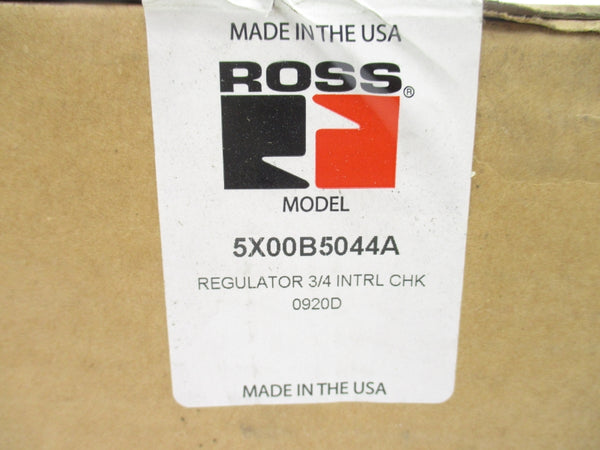 MADE IN THE USA
ROSS®
MODEL
5X00B5044A
REGULATOR 3/4 INTRL CHK
0920D
MADE IN THE USA